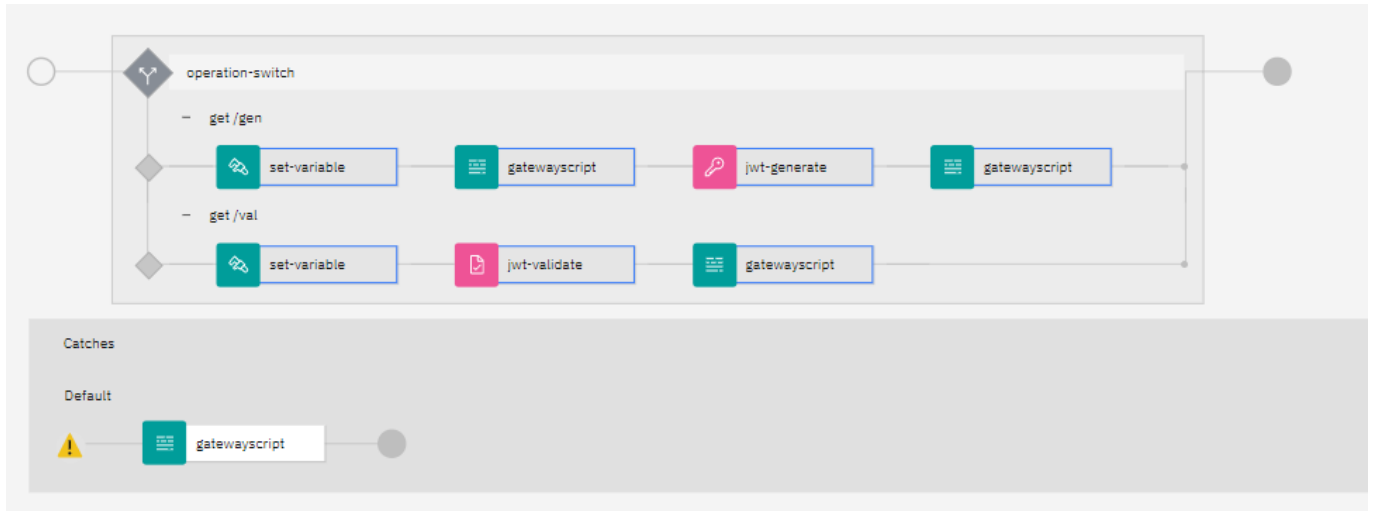 operation-switch
− get /gen
set-variable gatewayscript jwt-generate gatewayscript
− get /val
set-variable jwt-validate gatewayscript
Catches
Default
gatewayscript